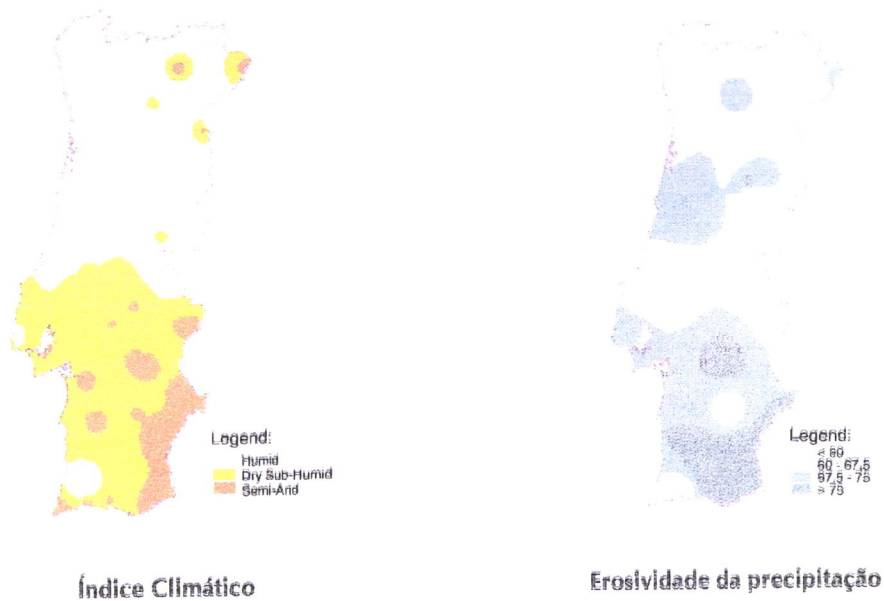 Legend:
Humid
Dry Sub-Humid
Semi-Arid
Índice Climático
Legend:
< 60
60 - 67,5
67,5 - 75
> 75
Erosividade da precipitação